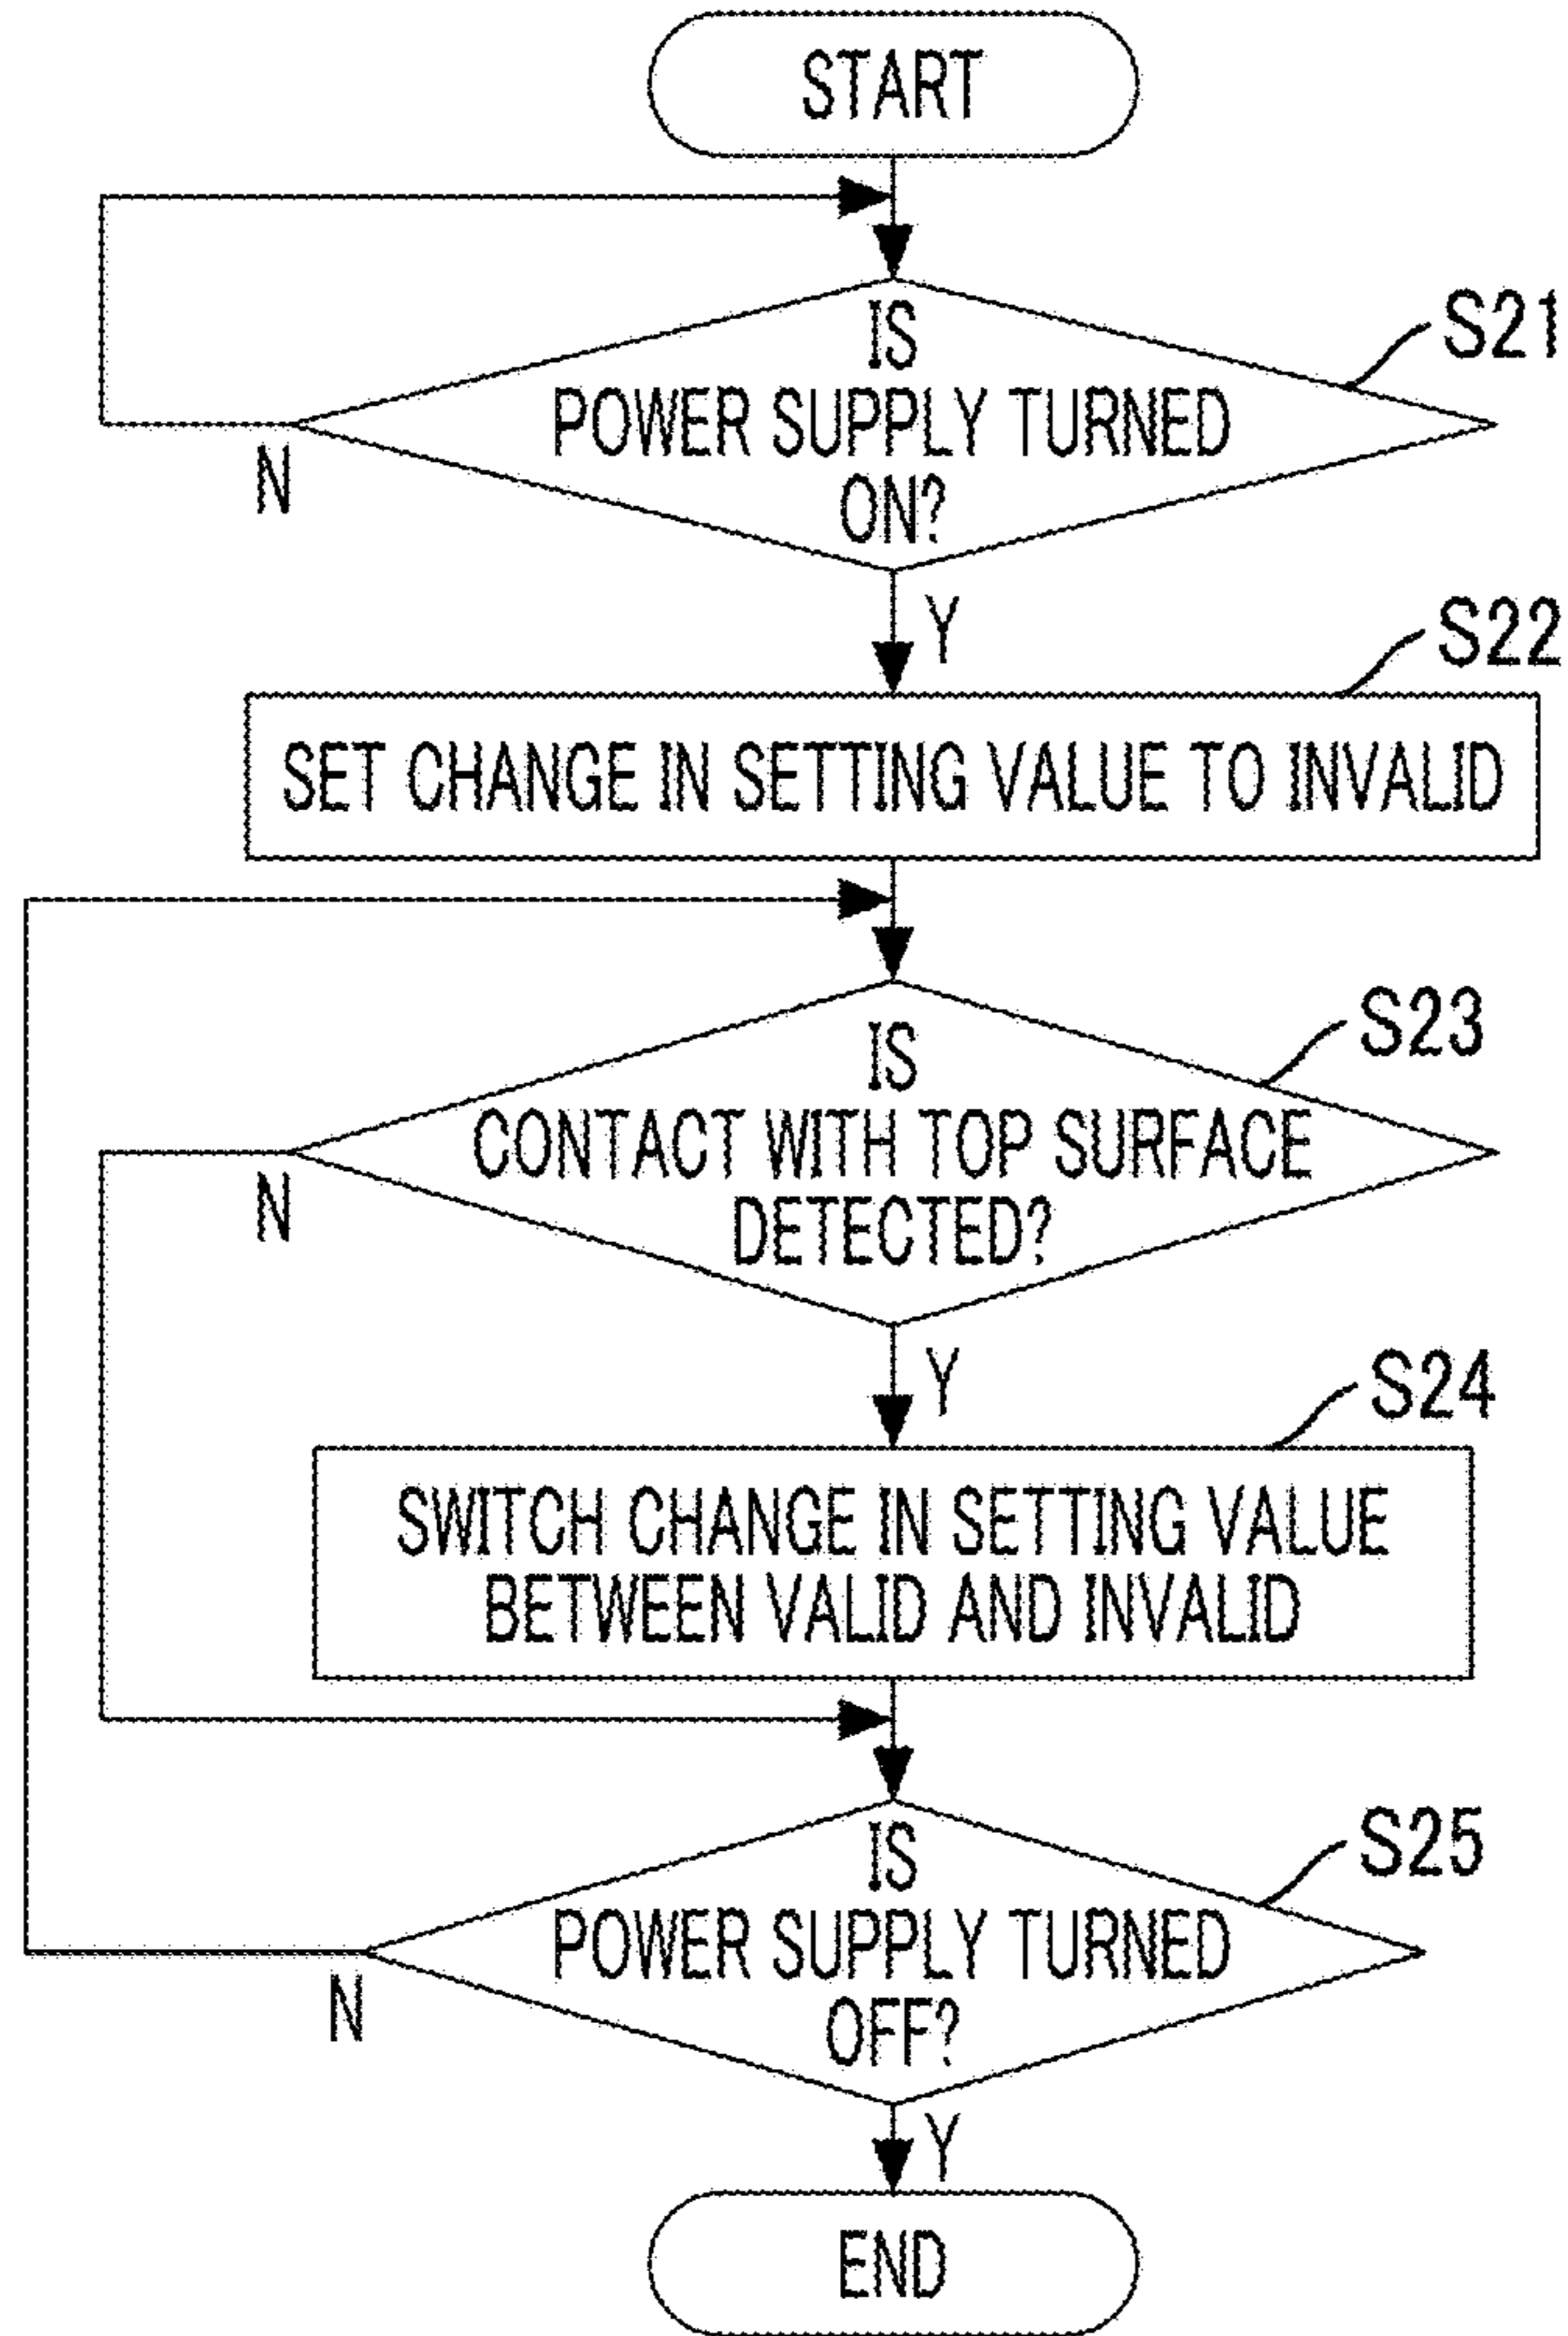 START
IS
POWER SUPPLY TURNED
ON?
S21
N
Y
S22
SET CHANGE IN SETTING VALUE TO INVALID
IS
CONTACT WITH TOP SURFACE
DETECTED?
S23
N
Y
S24
SWITCH CHANGE IN SETTING VALUE
BETWEEN VALID AND INVALID
IS
POWER SUPPLY TURNED
OFF?
S25
N
Y
END